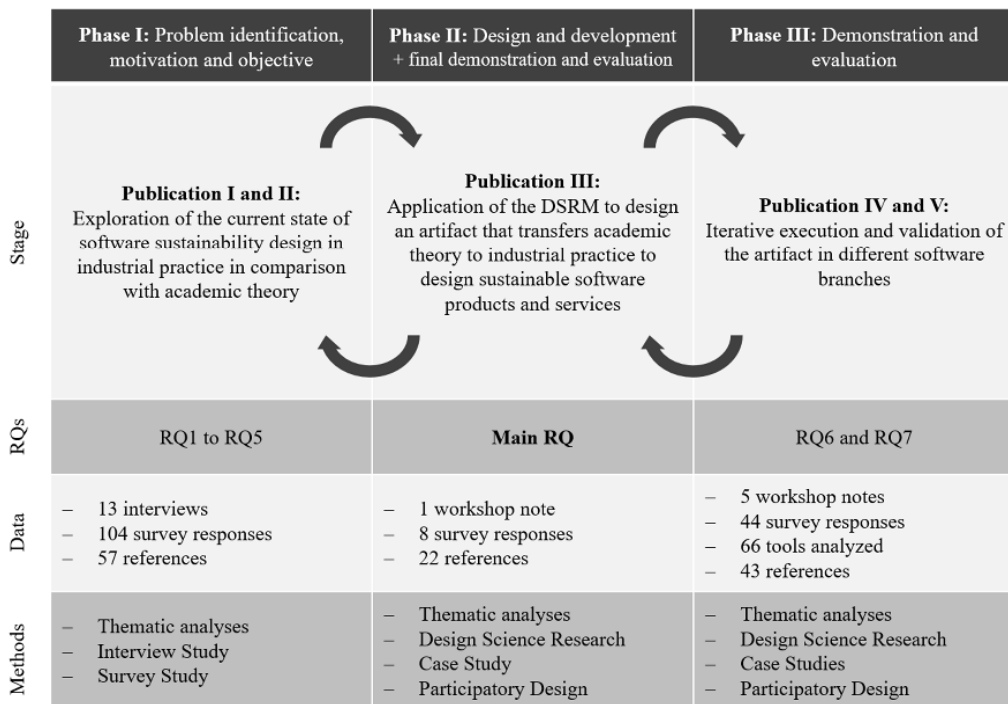 Phase I: Problem identification,
motivation and objective
Phase II: Design and development
+ final demonstration and evaluation
Phase III: Demonstration and
evaluation
Stage
Publication I and II:
Exploration of the current state of
software sustainability design in
industrial practice in comparison
with academic theory
Publication III:
Application of the DSRM to design
an artifact that transfers academic
theory to industrial practice to
design sustainable software
products and services
Publication IV and V:
Iterative execution and validation of
the artifact in different software
branches
RQs
RQ1 to RQ5
Main RQ
RQ6 and RQ7
Data
– 13 interviews
– 104 survey responses
– 57 references
– 1 workshop note
– 8 survey responses
– 22 references
– 5 workshop notes
– 44 survey responses
– 66 tools analyzed
– 43 references
Methods
– Thematic analyses
– Interview Study
– Survey Study
– Thematic analyses
– Design Science Research
– Case Study
– Participatory Design
– Thematic analyses
– Design Science Research
– Case Studies
– Participatory Design